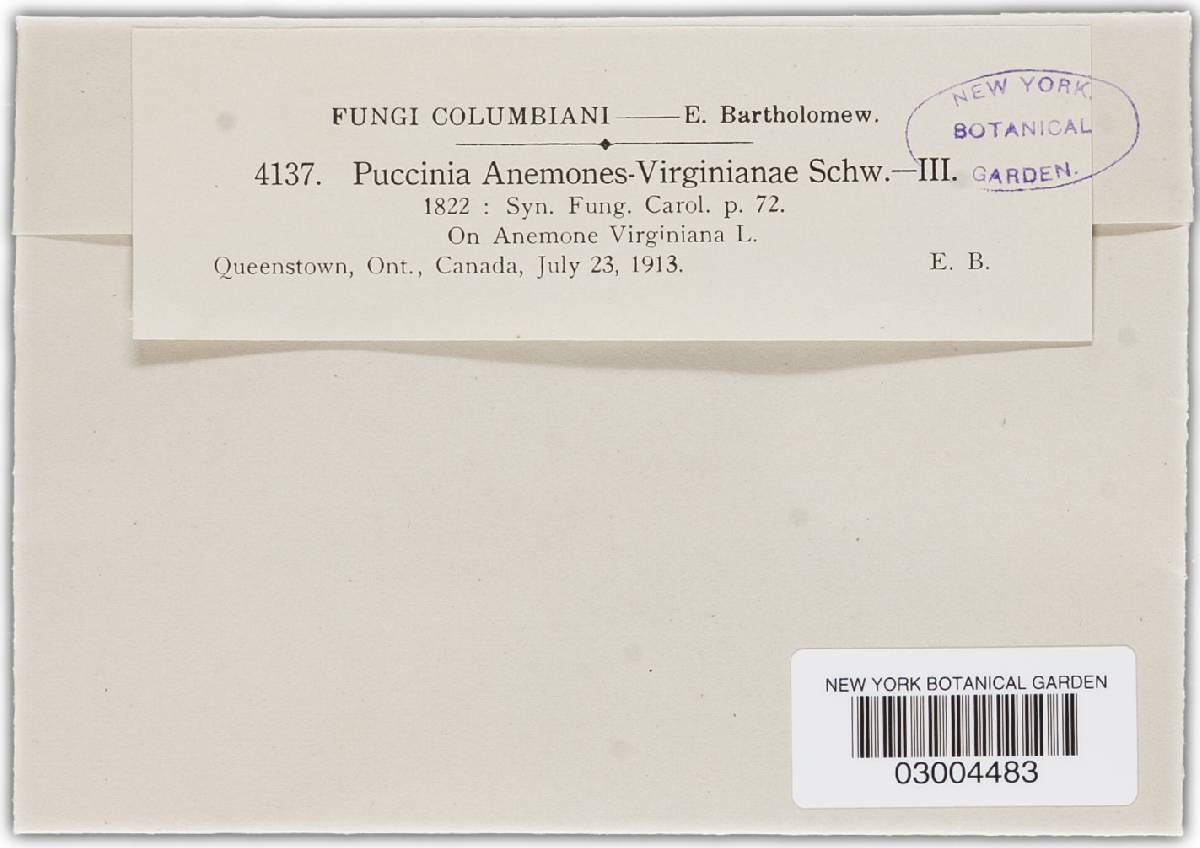 FUNGI COLUMBIANI — E. Bartholomew.
4137. Puccinia Anemones-Virginianae Schw.—III.
1822 : Syn. Fung. Carol. p. 72.
On Anemone Virginiana L.
Queenstown, Ont., Canada, July 23, 1913. E. B.
NEW YORK
BOTANICAL
GARDEN.
NEW YORK BOTANICAL GARDEN
03004483